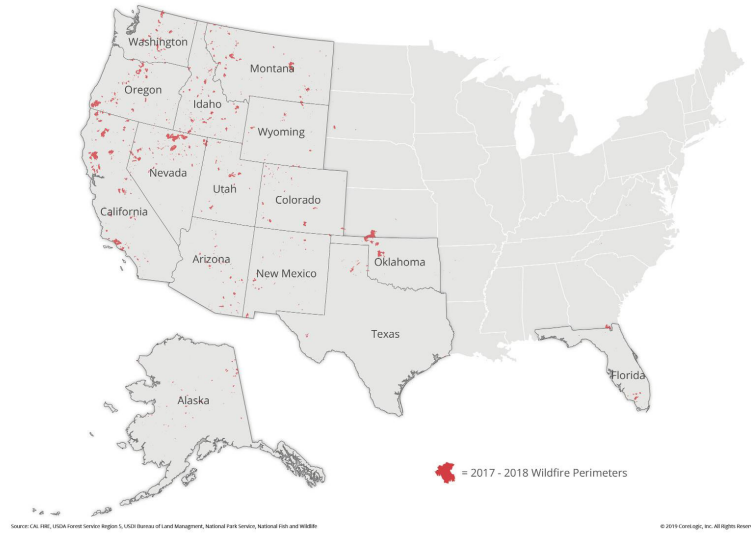 Washington
Montana
Oregon
Idaho
Wyoming
Nevada
Utah
Colorado
California
Arizona
Oklahoma
New Mexico
Texas
Florida
Alaska
= 2017 - 2018 Wildfire Perimeters
Source: CAL FIRE, USDA Forest Service Region 5, USDI Bureau of Land Managment, National Park Service, National Fish and Wildlife
© 2019 CoreLogic, Inc. All Rights Reser